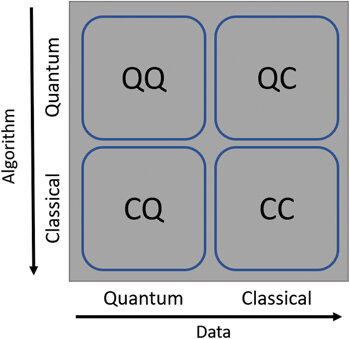 Algorithm
Quantum
Classical
QQ
QC
CQ
CC
Quantum
Classical
Data